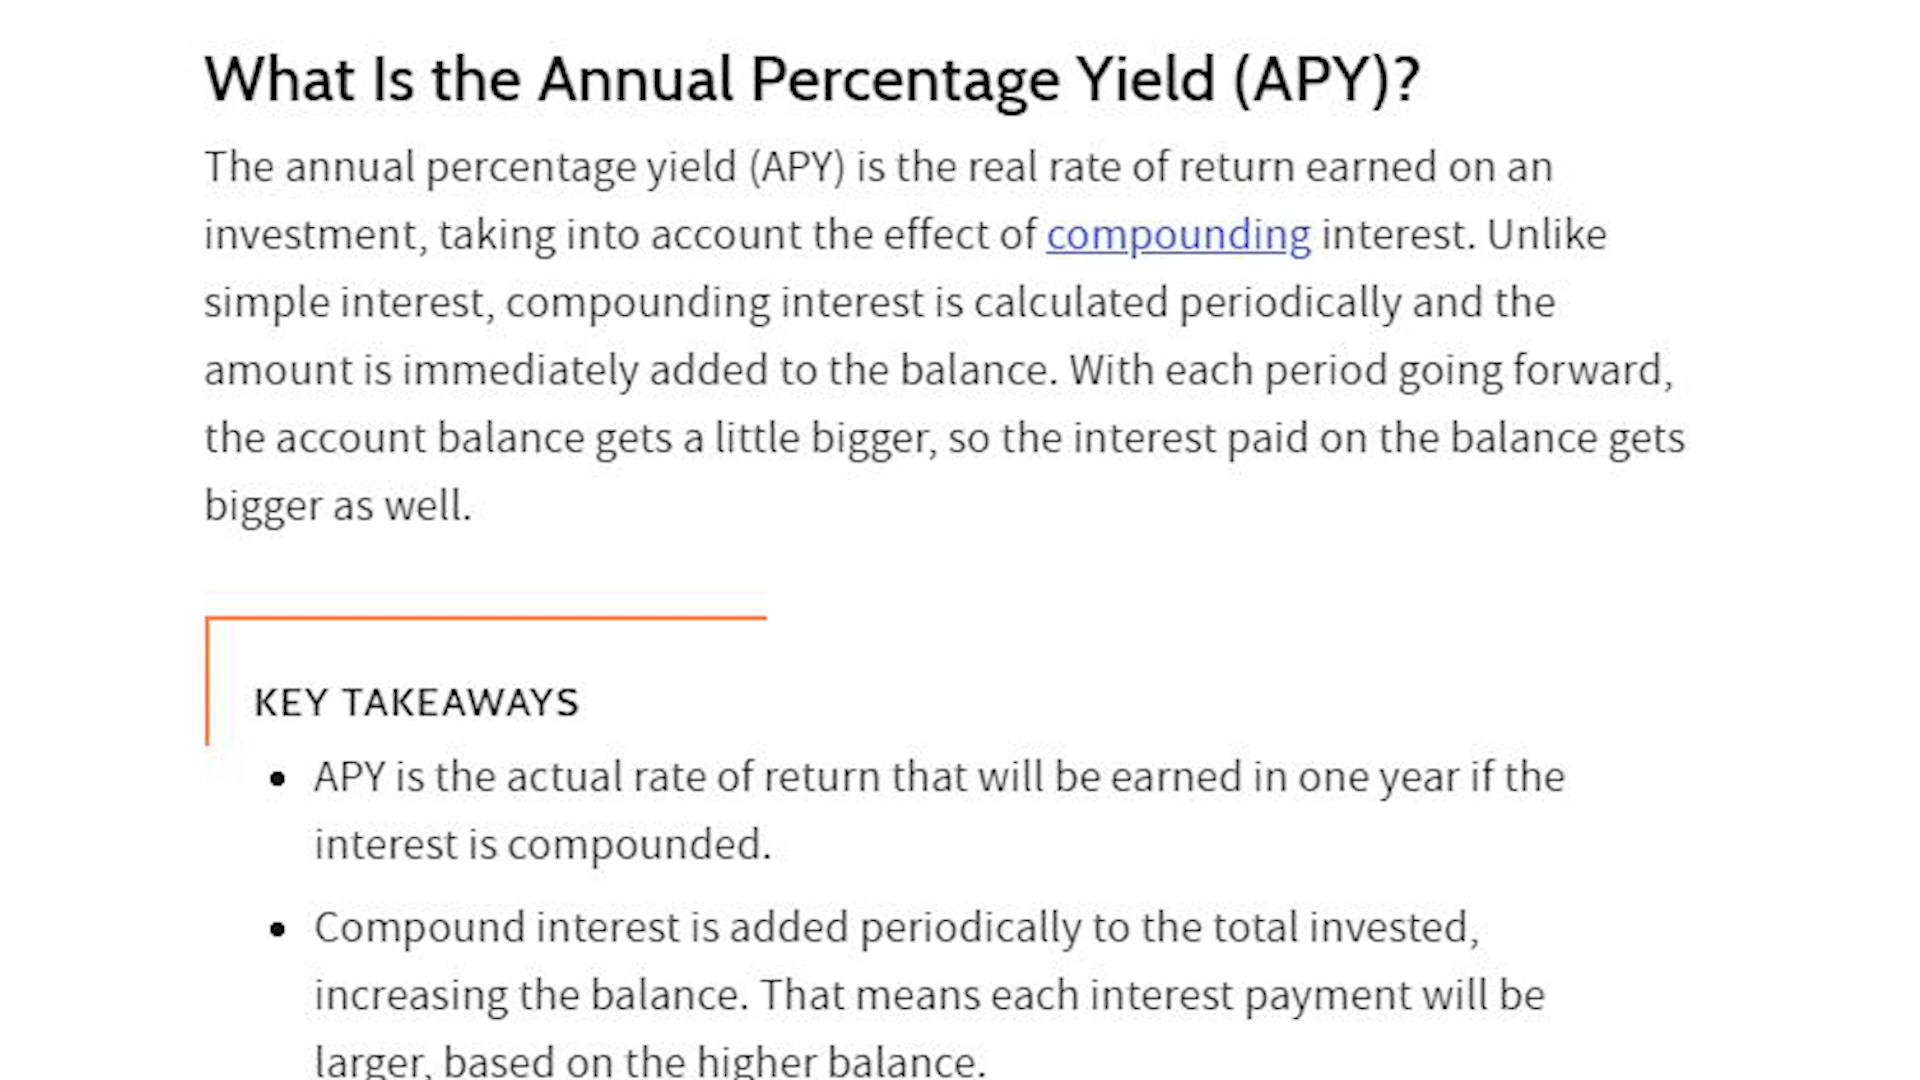 What Is the Annual Percentage Yield (APY)?
The annual percentage yield (APY) is the real rate of return earned on an
investment, taking into account the effect of compounding interest. Unlike
simple interest, compounding interest is calculated periodically and the
amount is immediately added to the balance. With each period going forward,
the account balance gets a little bigger, so the interest paid on the balance gets
bigger as well.
KEY TAKEAWAYS
• APY is the actual rate of return that will be earned in one year if the
interest is compounded.
• Compound interest is added periodically to the total invested,
increasing the balance. That means each interest payment will be
larger, based on the higher balance.